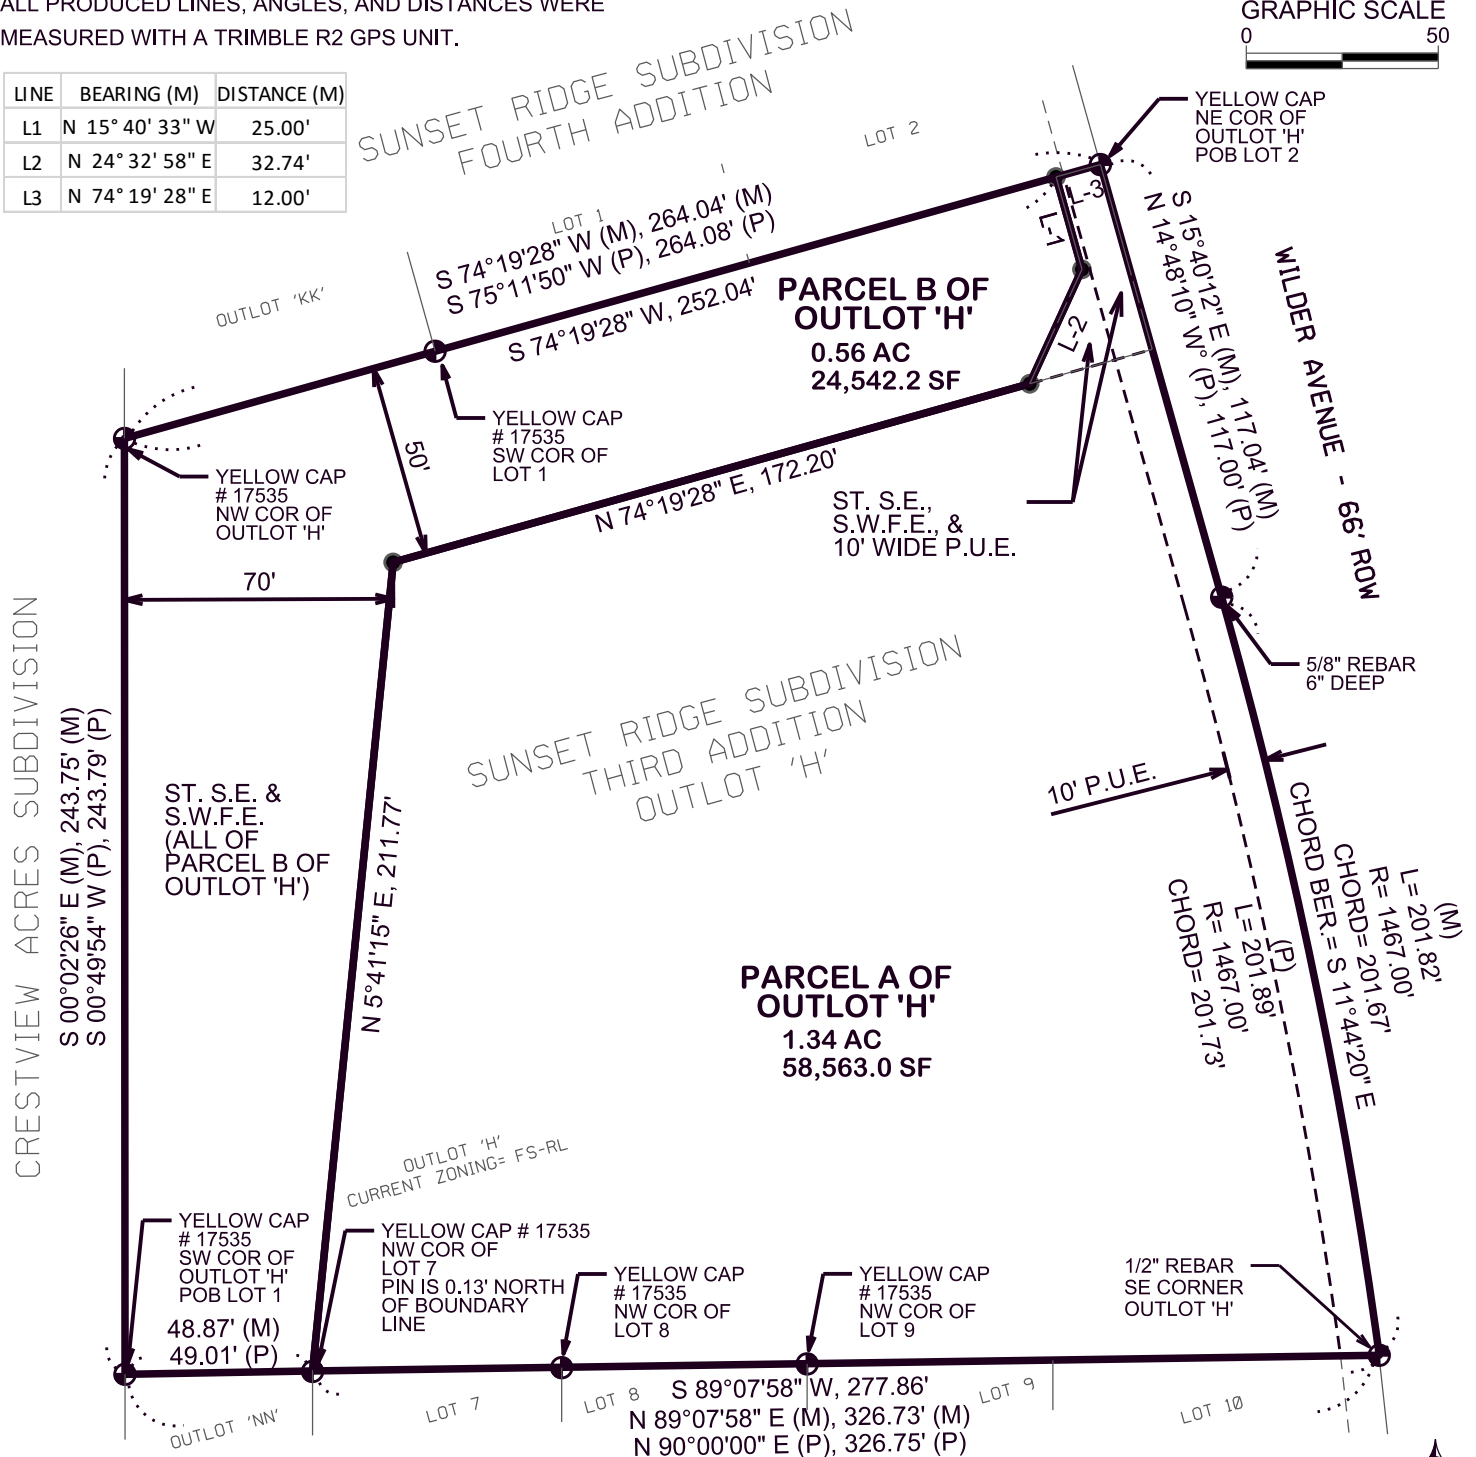 ALL PRODUCED LINES, ANGLES, AND DISTANCES WERE
MEASURED WITH A TRIMBLE R2 GPS UNIT.
GRAPHIC SCALE
0 50
LINE BEARING (M) DISTANCE (M)
L1 N 15° 40' 33" W 25.00'
L2 N 24° 32' 58" E 32.74'
L3 N 74° 19' 28" E 12.00'
SUNSET RIDGE SUBDIVISION
FOURTH ADDITION
LOT 2
LOT 1
OUTLOT 'KK'
YELLOW CAP
NE COR OF
OUTLOT 'H'
POB LOT 2
S 74°19'28" W (M), 264.04' (M)
S 75°11'50" W (P), 264.08' (P)
S 74°19'28" W, 252.04'
L-3
L-1
L-2
PARCEL B OF
OUTLOT 'H'
0.56 AC
24,542.2 SF
S 15°40'12" E (M), 117.04' (M)
N 14°48'10" W° (P), 117.00' (P)
WILDER AVENUE - 66' ROW
YELLOW CAP
# 17535
SW COR OF
LOT 1
50'
YELLOW CAP
# 17535
NW COR OF
OUTLOT 'H'
N 74°19'28" E, 172.20'
ST. S.E.,
S.W.F.E., &
10' WIDE P.U.E.
70'
5/8" REBAR
6" DEEP
CRESTVIEW ACRES SUBDIVISION
S 00°02'26" E (M), 243.75' (M)
S 00°49'54" W (P), 243.79' (P)
SUNSET RIDGE SUBDIVISION
THIRD ADDITION
OUTLOT 'H'
ST. S.E. &
S.W.F.E.
(ALL OF
PARCEL B OF
OUTLOT 'H')
N 5°41'15" E, 211.77'
10' P.U.E.
(M)
L= 201.82'
R= 1467.00'
CHORD= 201.67'
CHORD BER.= S 11°44'20" E
(P)
L= 201.89'
R= 1467.00'
CHORD= 201.73'
PARCEL A OF
OUTLOT 'H'
1.34 AC
58,563.0 SF
OUTLOT 'H'
CURRENT ZONING= FS-RL
YELLOW CAP
# 17535
SW COR OF
OUTLOT 'H'
POB LOT 1
YELLOW CAP # 17535
NW COR OF
LOT 7
PIN IS 0.13' NORTH
OF BOUNDARY
LINE
YELLOW CAP
# 17535
NW COR OF
LOT 8
YELLOW CAP
# 17535
NW COR OF
LOT 9
1/2" REBAR
SE CORNER
OUTLOT 'H'
48.87' (M)
49.01' (P)
OUTLOT 'NN'
LOT 7
LOT 8
LOT 9
LOT 10
S 89°07'58" W, 277.86'
N 89°07'58" E (M), 326.73' (M)
N 90°00'00" E (P), 326.75' (P)